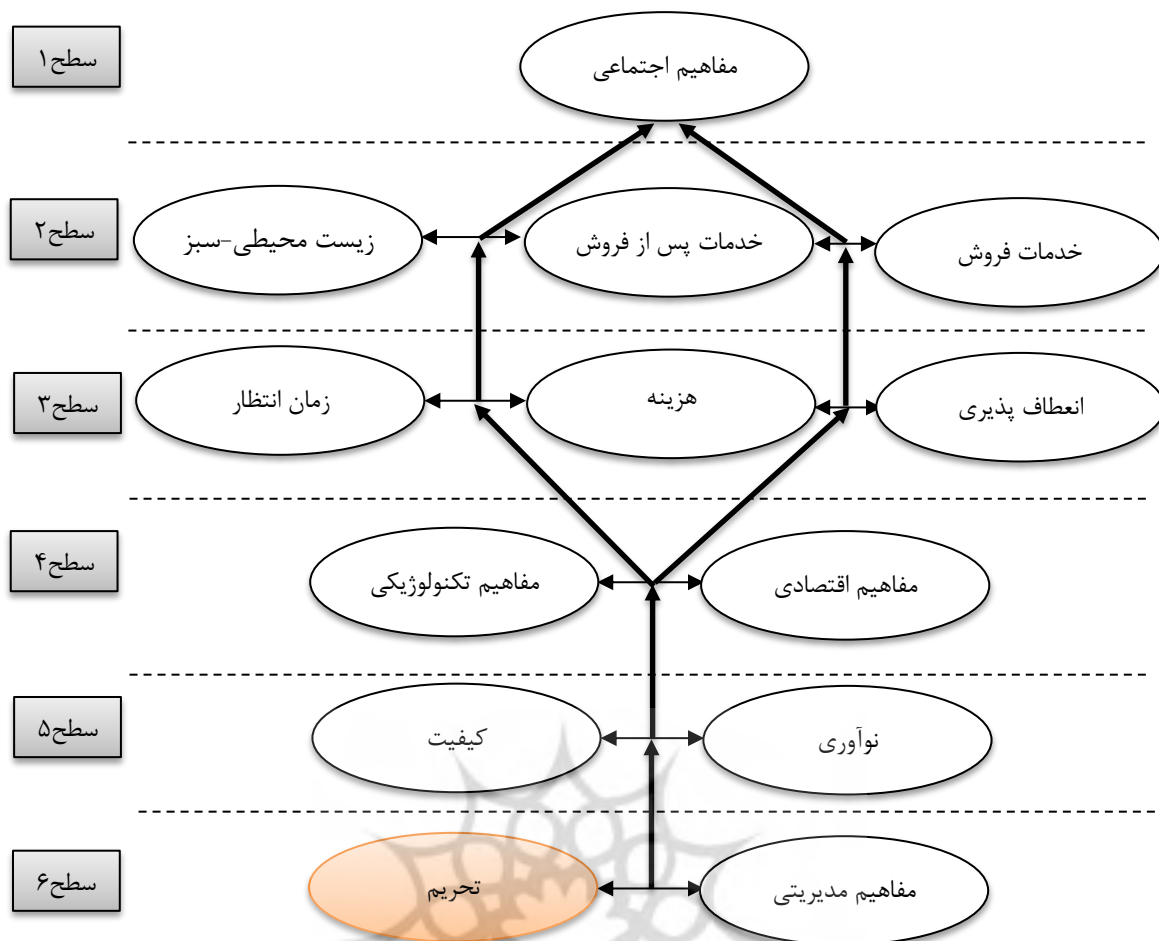 سطح۱
مفاهیم اجتماعی
سطح۲
خدمات فروش
خدمات پس از فروش
زیست محیطی-سبز
سطح۳
انعطاف پذیری
هزینه
زمان انتظار
سطح۴
مفاهیم اقتصادی
مفاهیم تکنولوژیکی
سطح۵
نوآوری
کیفیت
سطح۶
مفاهیم مدیریتی
تحریم